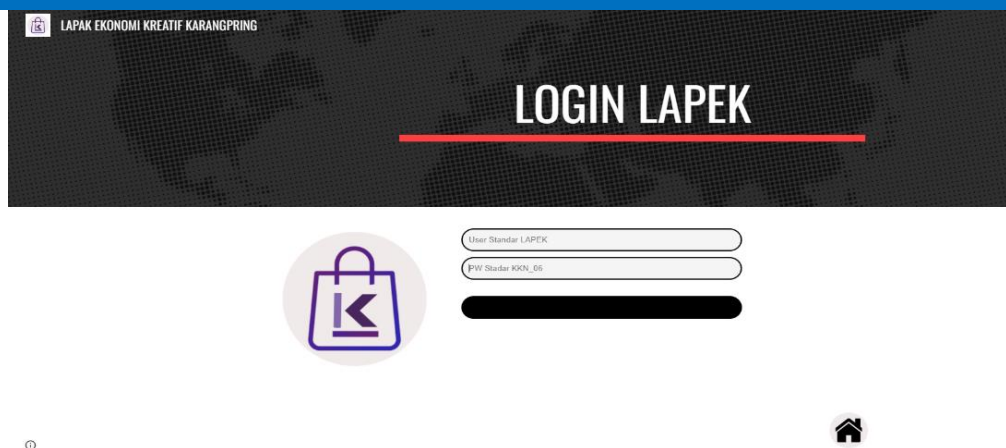 LAPAK EKONOMI KREATIF KARANGPRING
LOGIN LAPEK
User Standar LAPEK
PW Stadar KKN_06
K